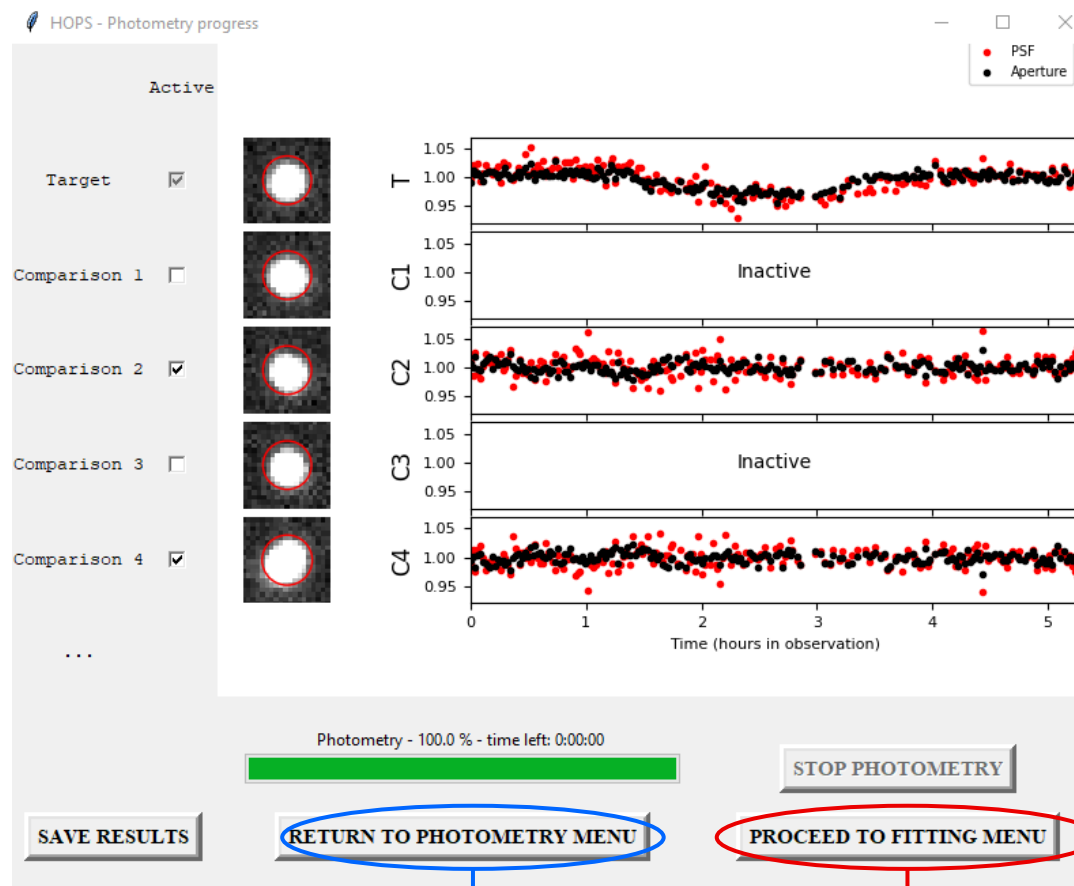 HOPS - Photometry progress
PSF
Aperture
Active
Target
T
1.05
1.00
0.95
Comparison 1
C1
1.05
1.00
0.95
Inactive
Comparison 2
C2
1.05
1.00
0.95
Comparison 3
C3
1.05
1.00
0.95
Inactive
Comparison 4
C4
1.05
1.00
0.95
0 1 2 3 4 5
Time (hours in observation)
...
Photometry - 100.0 % - time left: 0:00:00
STOP PHOTOMETRY
SAVE RESULTS
RETURN TO PHOTOMETRY MENU
PROCEED TO FITTING MENU